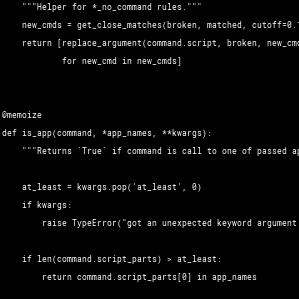 """Helper for *_no_command rules."""
new_cmds = get_close_matches(broken, matched, cutoff=0.
return [replace_argument(command.script, broken, new_cm
for new_cmd in new_cmds]
@memoize
def is_app(command, *app_names, **kwargs):
"""Returns `True` if command is call to one of passed ap
at_least = kwargs.pop('at_least', 0)
if kwargs:
raise TypeError("got an unexpected keyword argument
if len(command.script_parts) > at_least:
return command.script_parts[0] in app_names